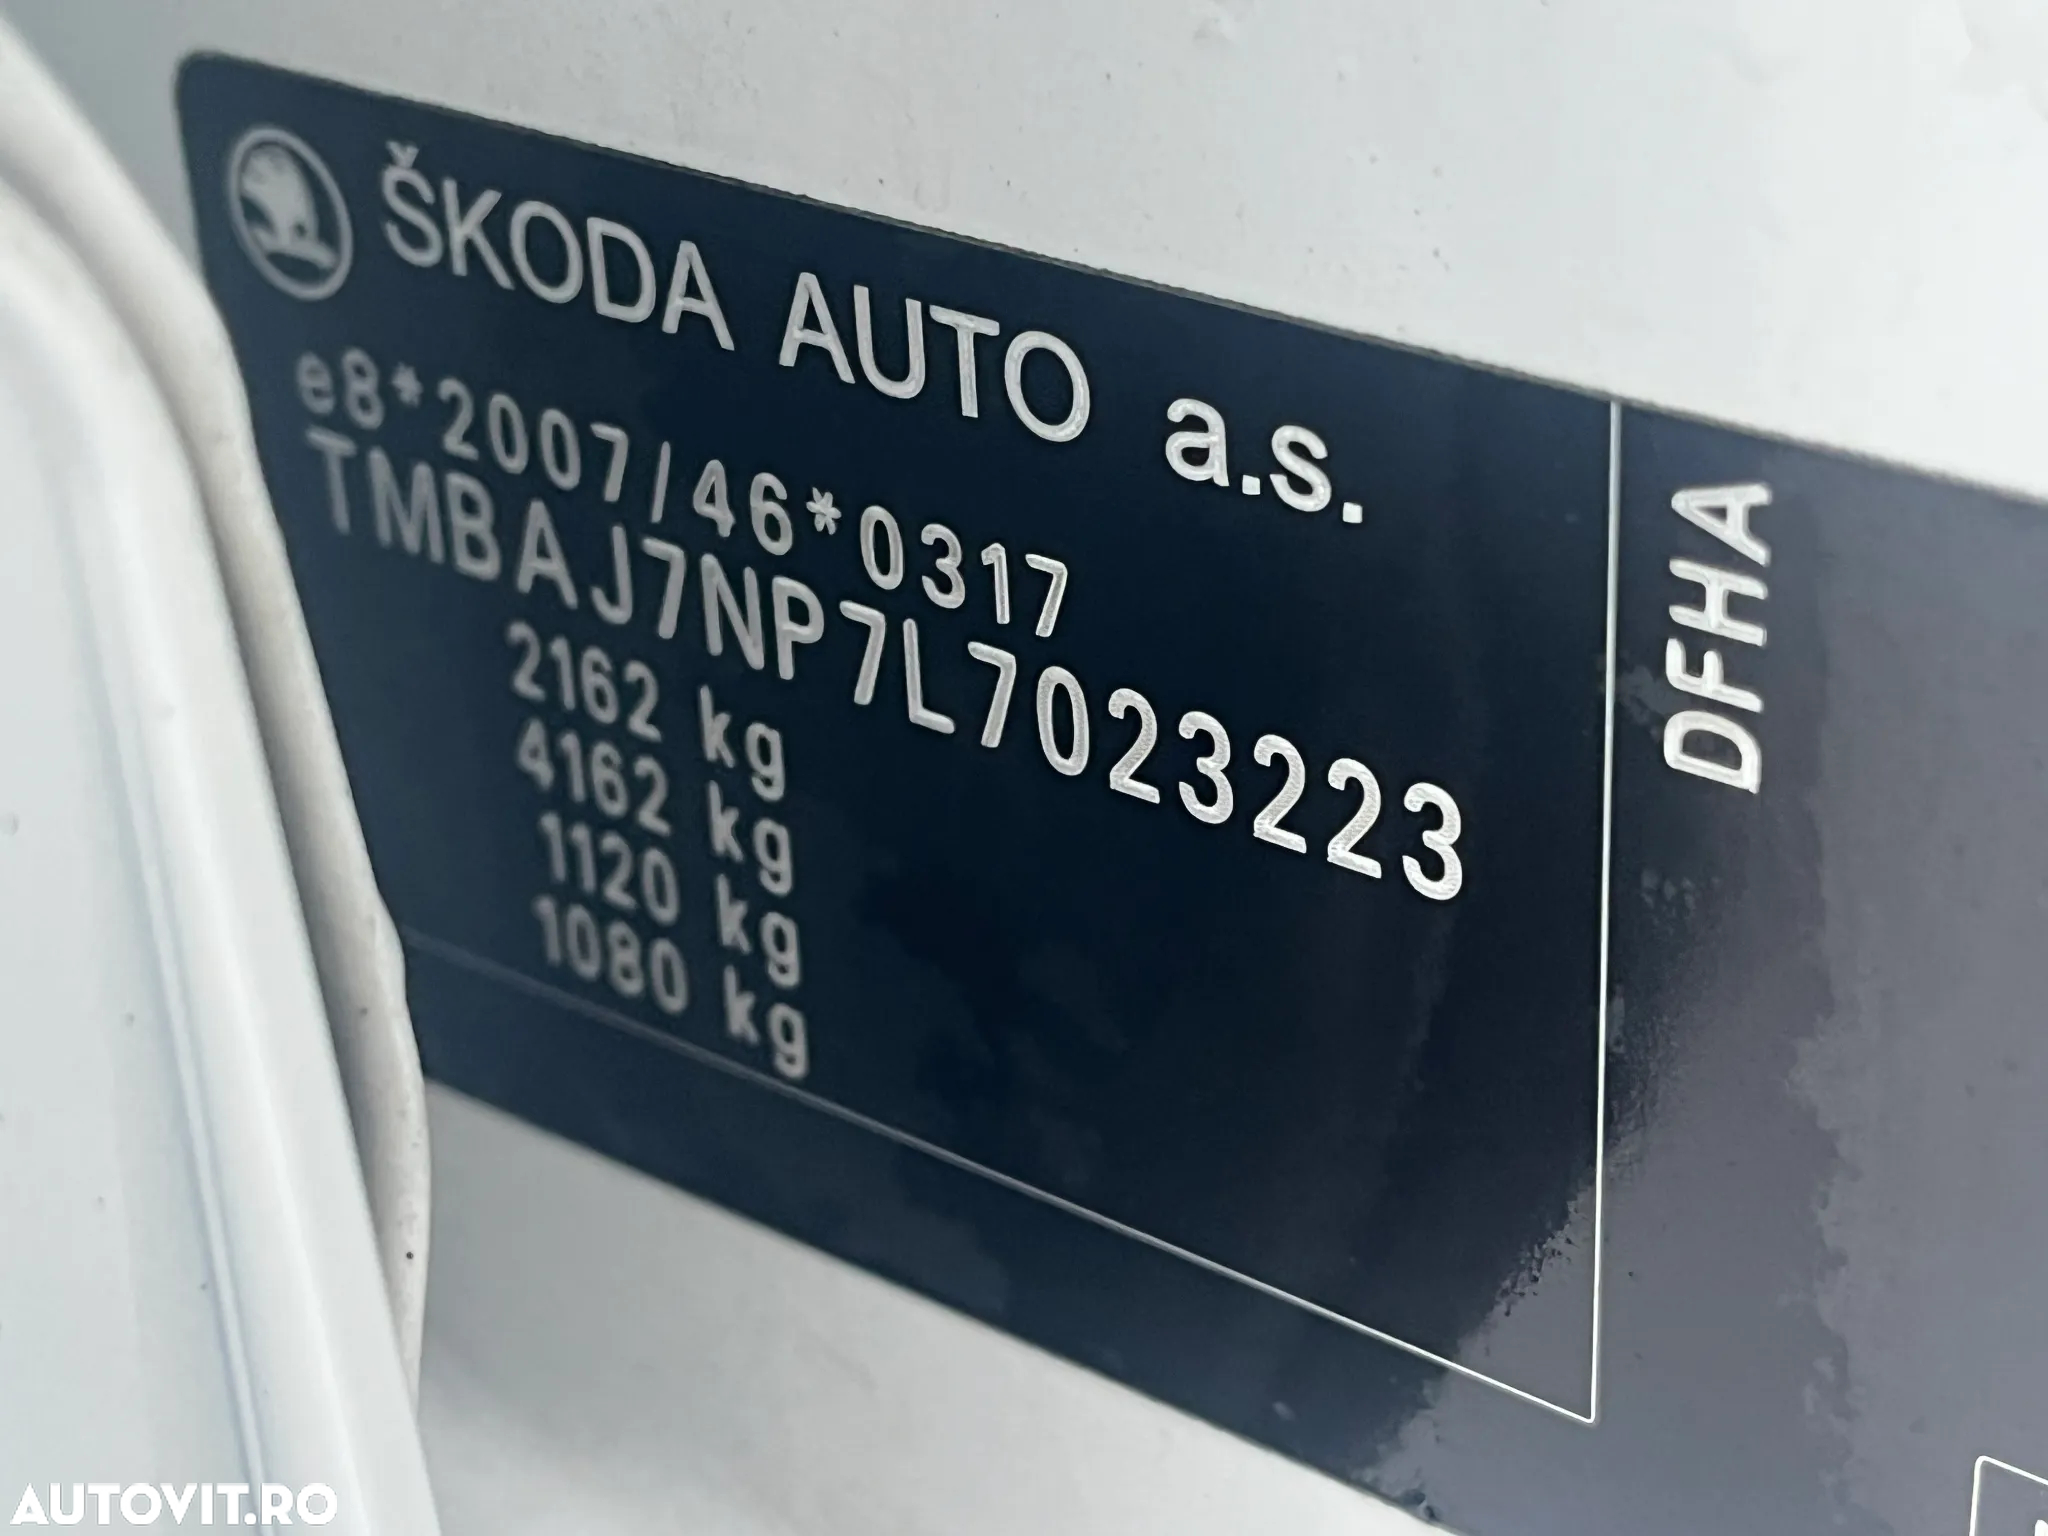 ŠKODA AUTO a.s.
e8*2007/46*0317
TMBAJ7NP7L7023223
2162 kg
4162 kg
1120 kg
1080 kg
DFHA
AUTOVIT.RO